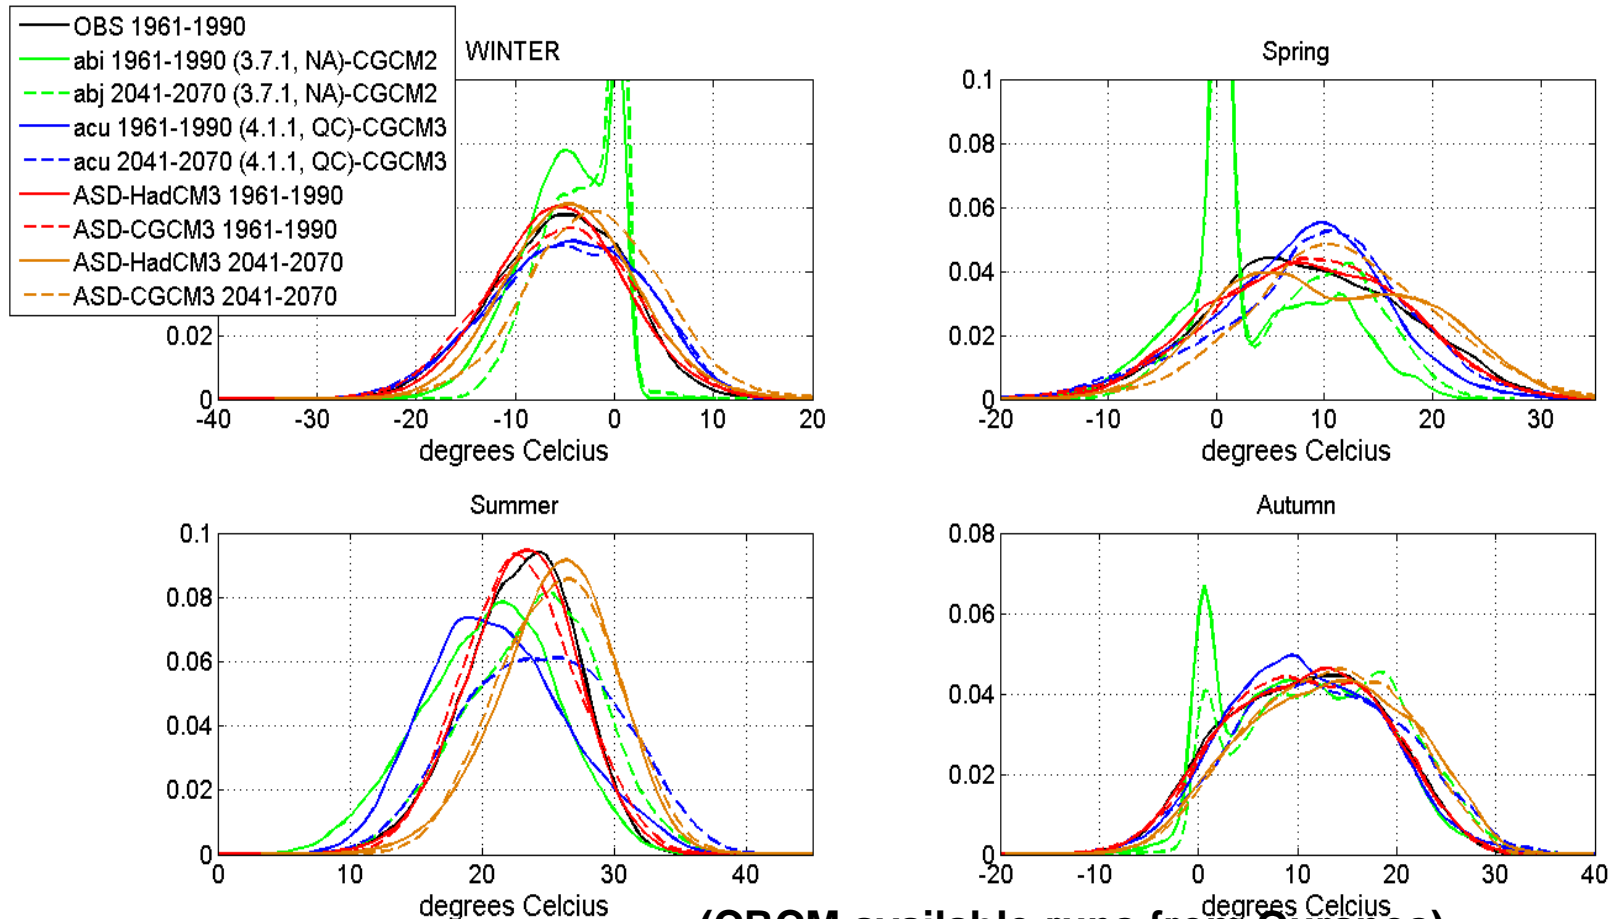 OBS 1961-1990
abi 1961-1990 (3.7.1, NA)-CGCM2
abj 2041-2070 (3.7.1, NA)-CGCM2
acu 1961-1990 (4.1.1, QC)-CGCM3
acu 2041-2070 (4.1.1, QC)-CGCM3
ASD-HadCM3 1961-1990
ASD-CGCM3 1961-1990
ASD-HadCM3 2041-2070
ASD-CGCM3 2041-2070
WINTER
0.02
0
-40 -30 -20 -10 0 10 20
degrees Celcius
Spring
0.1
0.08
0.06
0.04
0.02
0
-20 -10 0 10 20 30
degrees Celcius
Summer
0.1
0.08
0.06
0.04
0.02
0
0 10 20 30 40
degrees Celcius
Autumn
0.08
0.06
0.04
0.02
0
-20 -10 0 10 20 30 40
degrees Celcius
available runs from